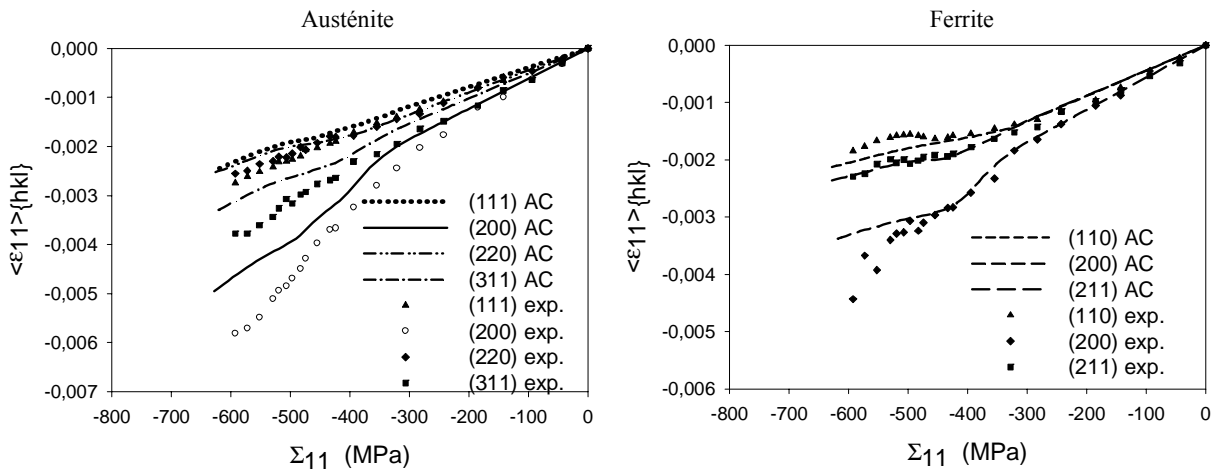 Austénite
0,000
-0,001
-0,002
-0,003
-0,004
-0,005
-0,006
-0,007
<ε11>{hkl}
-800 -700 -600 -500 -400 -300 -200 -100 0
Σ11 (MPa)
(111) AC
(200) AC
(220) AC
(311) AC
(111) exp.
(200) exp.
(220) exp.
(311) exp.
Ferrite
0,000
-0,001
-0,002
-0,003
-0,004
-0,005
-0,006
<ε11>{hkl}
-800 -700 -600 -500 -400 -300 -200 -100 0
Σ11 (MPa)
(110) AC
(200) AC
(211) AC
(110) exp.
(200) exp.
(211) exp.